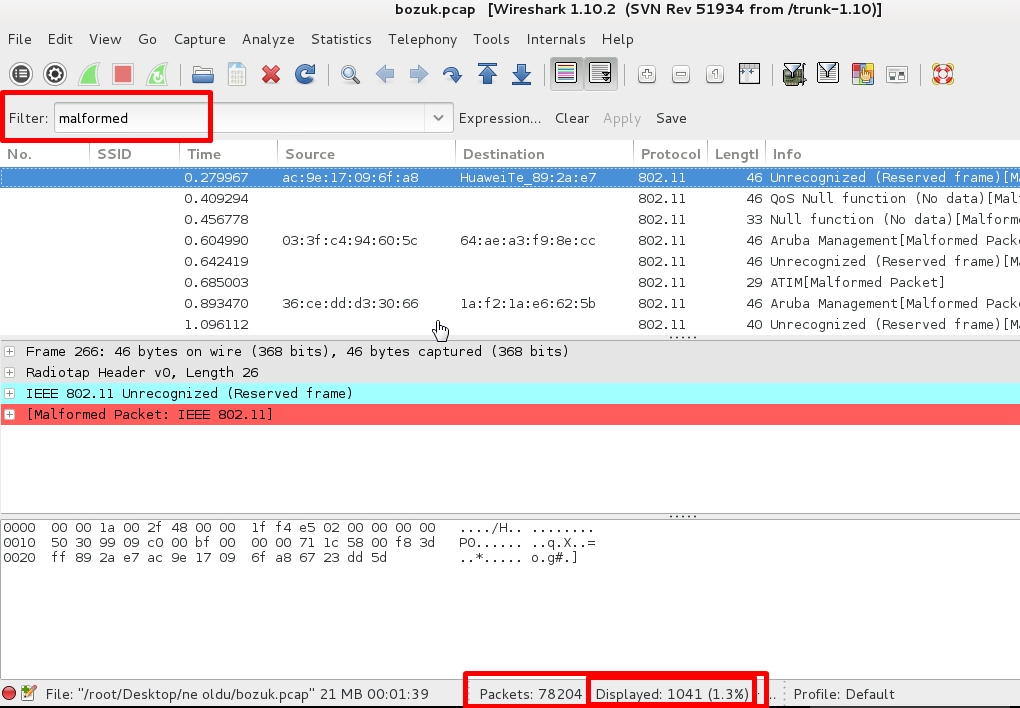 bozuk.pcap [Wireshark 1.10.2 (SVN Rev 51934 from /trunk-1.10)]
File Edit View Go Capture Analyze Statistics Telephony Tools Internals Help
Filter: malformed Expression... Clear Apply Save
No. SSID Time Source Destination Protocol Lengtl Info
0.279967 ac:9e:17:09:6f:a8 HuaweiTe_89:2a:e7 802.11 46 Unrecognized (Reserved frame)[Ma
0.409294 802.11 46 QoS Null function (No data)[Mal
0.456778 802.11 33 Null function (No data)[Malform
0.604990 03:3f:c4:94:60:5c 64:ae:a3:f9:8e:cc 802.11 46 Aruba Management[Malformed Pack
0.642419 802.11 46 Unrecognized (Reserved frame)[Ma
0.685003 802.11 29 ATIM[Malformed Packet]
0.893470 36:ce:dd:d3:30:66 1a:f2:1a:e6:62:5b 802.11 46 Aruba Management[Malformed Pack
1.096112 802.11 40 Unrecognized (Reserved frame)[Ma
Frame 266: 46 bytes on wire (368 bits), 46 bytes captured (368 bits)
Radiotap Header v0, Length 26
IEEE 802.11 Unrecognized (Reserved frame)
[Malformed Packet: IEEE 802.11]
0000 00 00 1a 00 2f 48 00 00 1f f4 e5 02 00 00 00 00 ..../H.. ........
0010 50 30 99 09 c0 00 bf 00 00 00 71 1c 58 00 f8 3d P0...... ..q.X..=
0020 ff 89 2a e7 ac 9e 17 09 6f a8 67 23 dd 5d ..*..... o.g#.]
File: "/root/Desktop/ne oldu/bozuk.pcap" 21 MB 00:01:39 Packets: 78204 Displayed: 1041 (1.3%) Profile: Default